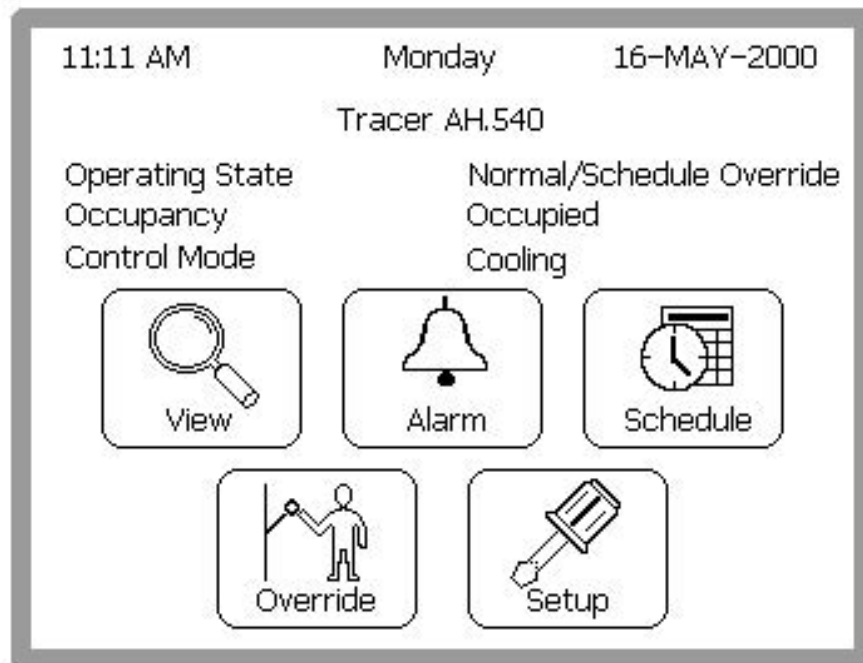 11:11 AM Monday 16-MAY-2000
Tracer AH.540
Operating State Normal/Schedule Override
Occupancy Occupied
Control Mode Cooling
View Alarm Schedule
Override Setup